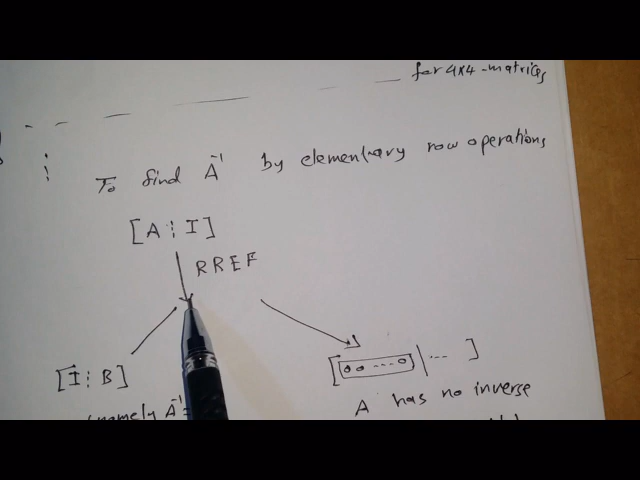 for 4x4-matrices
To find A⁻¹ by elementary row operations
[A ⋮ I]
RREF
[I ⋮ B]
[00 ... 0 | ... ]
(namely A⁻¹=
A has no inverse